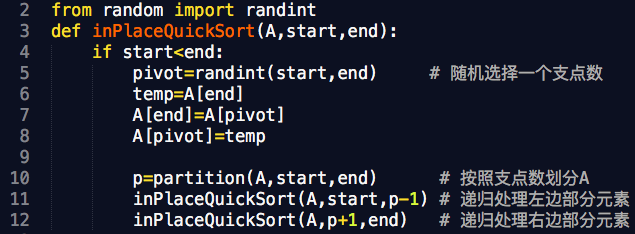 2 from random import randint
3 def inPlaceQuickSort(A,start,end):
4     if start<end:
5         pivot=randint(start,end)     # 随机选择一个支点数
6         temp=A[end]
7         A[end]=A[pivot]
8         A[pivot]=temp
9
10         p=partition(A,start,end)      # 按照支点数划分A
11         inPlaceQuickSort(A,start,p-1) # 递归处理左边部分元素
12         inPlaceQuickSort(A,p+1,end)   # 递归处理右边部分元素